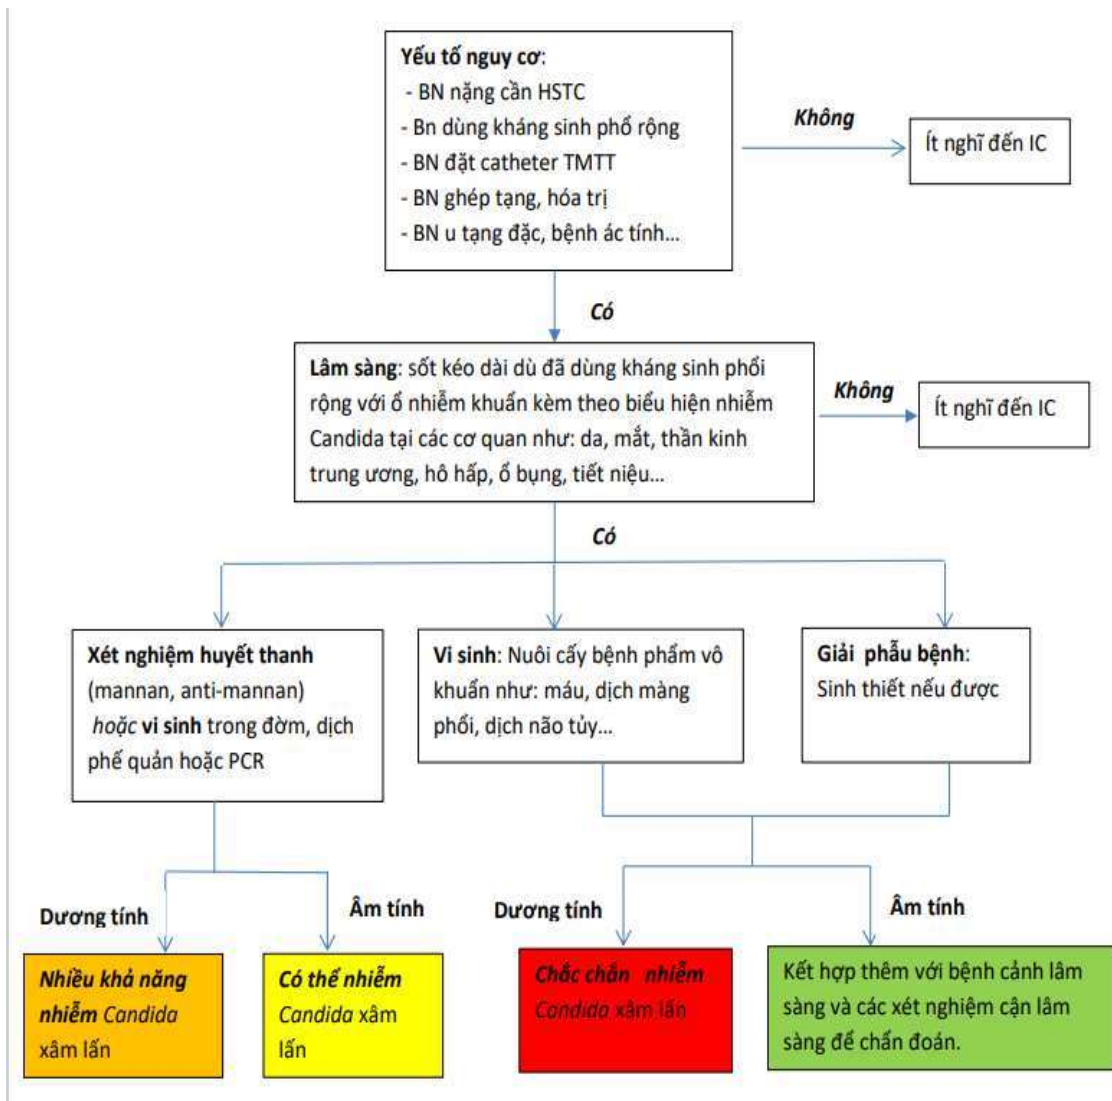 Yếu tố nguy cơ:
- BN nặng cần HSTC
- Bn dùng kháng sinh phổ rộng
- BN đặt catheter TMTT
- BN ghép tạng, hóa trị
- BN u tạng đặc, bệnh ác tính...
Không
Ít nghĩ đến IC
Có
Lâm sàng: sốt kéo dài dù đã dùng kháng sinh phổi
rộng với ổ nhiễm khuẩn kèm theo biểu hiện nhiễm
Candida tại các cơ quan như: da, mắt, thần kinh
trung ương, hô hấp, ổ bụng, tiết niệu...
Không
Ít nghĩ đến IC
Có
Xét nghiệm huyết thanh
(mannan, anti-mannan)
hoặc vi sinh trong đờm, dịch
phế quản hoặc PCR
Vi sinh: Nuôi cấy bệnh phẩm vô
khuẩn như: máu, dịch màng
phổi, dịch não tủy...
Giải phẫu bệnh:
Sinh thiết nếu được
Dương tính
Âm tính
Dương tính
Âm tính
Nhiều khả năng
nhiễm Candida
xâm lấn
Có thể nhiễm
Candida xâm
lấn
Chắc chắn nhiễm
Candida xâm lấn
Kết hợp thêm với bệnh cảnh lâm
sàng và các xét nghiệm cận lâm
sàng để chẩn đoán.